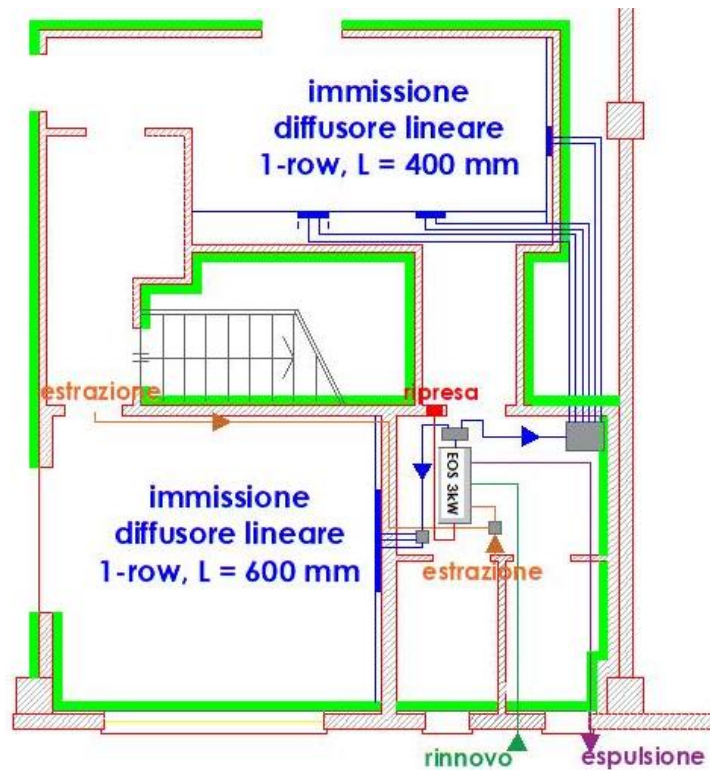 immissione
diffusore lineare
1-row, L = 400 mm
estrazione
ripresa
EOS 3kW
immissione
diffusore lineare
1-row, L = 600 mm
estrazione
rinnovo
espulsione